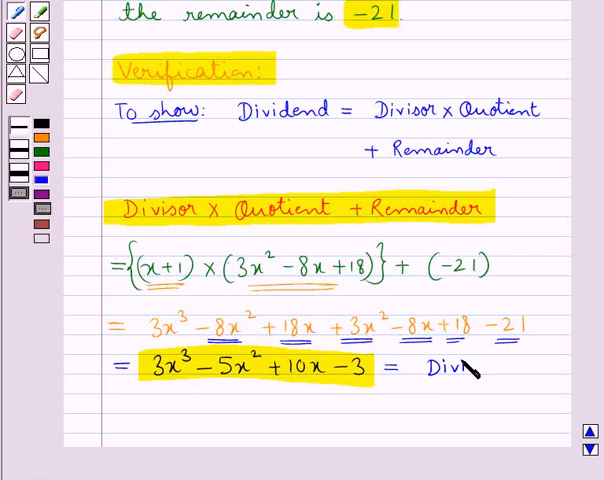 the remainder is -21.
Verification:
To show: Dividend = Divisor × Quotient
+ Remainder
Divisor × Quotient + Remainder
= {(x+1) × (3x² - 8x + 18)} + (-21)
= 3x³ - 8x² + 18x + 3x² - 8x + 18 - 21
= 3x³ - 5x² + 10x - 3 = Divi